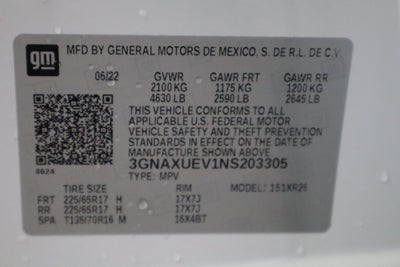 gm
MFD BY GENERAL MOTORS DE MEXICO, S. DE R.L. DE C.V.
06/22 GVWR GAWR FRT GAWR RR
2100 KG 1175 KG 1200 KG
4630 LB 2590 LB 2645 LB
THIS VEHICLE CONFORMS TO ALL
APPLICABLE U.S. FEDERAL MOTOR
VEHICLE SAFETY AND THEFT PREVENTION
STANDARDS IN EFFECT ON THE DATE OF
MANUFACTURE SHOWN ABOVE.
3GNAXUEV1NS203305
0624 TYPE: MPV
TIRE SIZE RIM MODEL: 151XR26
FRT 225/65R17 H 17X7J
RR 225/65R17 H 17X7J
SPA T135/70R16 M 16X4BT